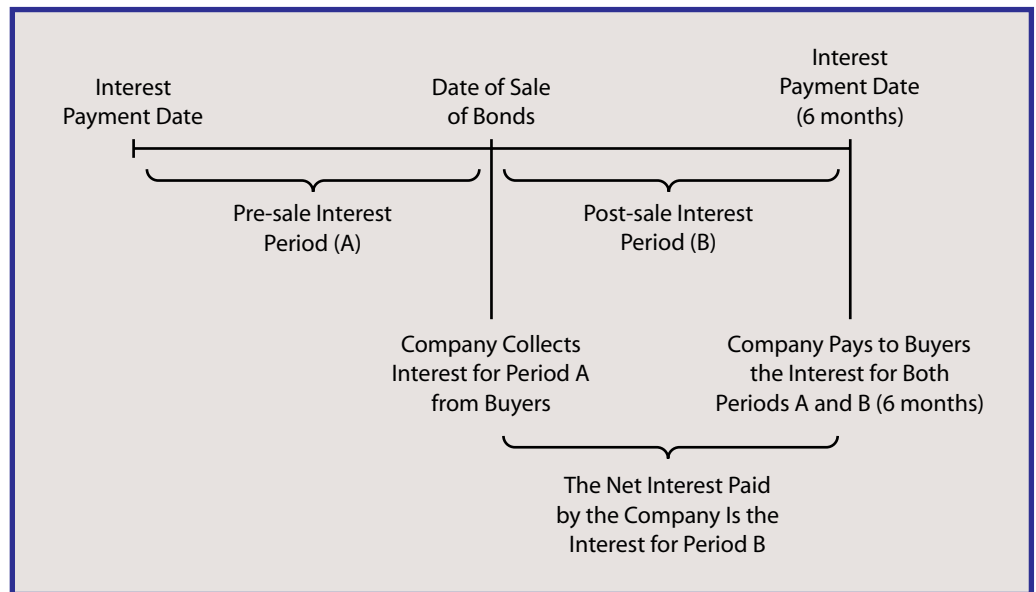 Interest
Payment Date
Date of Sale
of Bonds
Interest
Payment Date
(6 months)
Pre-sale Interest
Period (A)
Post-sale Interest
Period (B)
Company Collects
Interest for Period A
from Buyers
Company Pays to Buyers
the Interest for Both
Periods A and B (6 months)
The Net Interest Paid
by the Company Is the
Interest for Period B